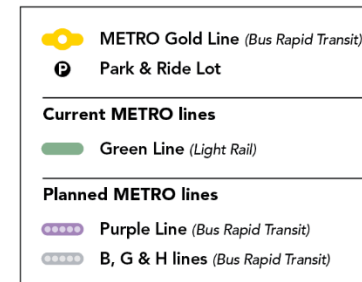 METRO Gold Line (Bus Rapid Transit)
P Park & Ride Lot
Current METRO lines
Green Line (Light Rail)
Planned METRO lines
Purple Line (Bus Rapid Transit)
B, G & H lines (Bus Rapid Transit)